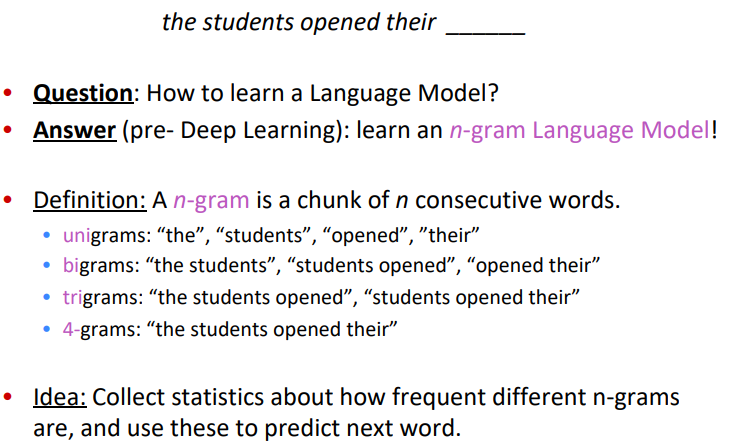 the students opened their ______
• Question: How to learn a Language Model?
• Answer (pre- Deep Learning): learn an n-gram Language Model!
• Definition: A n-gram is a chunk of n consecutive words.
• unigrams: “the”, “students”, “opened”, ”their”
• bigrams: “the students”, “students opened”, “opened their”
• trigrams: “the students opened”, “students opened their”
• 4-grams: “the students opened their”
• Idea: Collect statistics about how frequent different n-grams
are, and use these to predict next word.